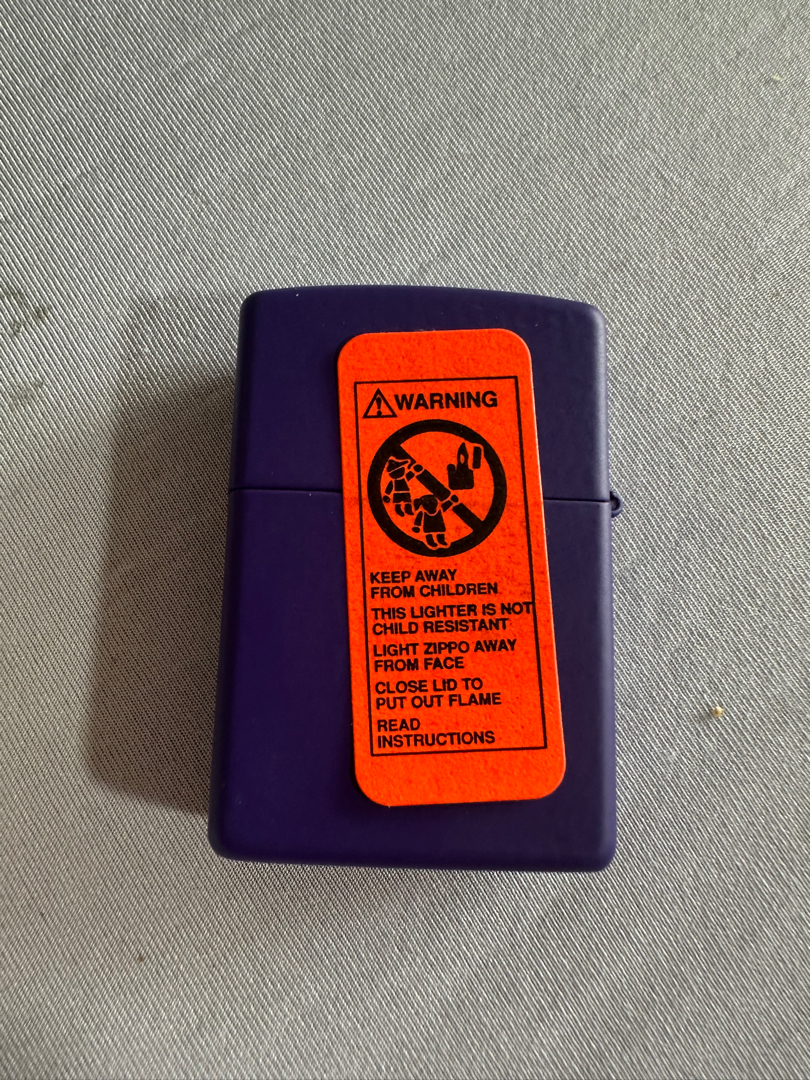 WARNING
KEEP AWAY
FROM CHILDREN
THIS LIGHTER IS NOT
CHILD RESISTANT
LIGHT ZIPPO AWAY
FROM FACE
CLOSE LID TO
PUT OUT FLAME
READ
INSTRUCTIONS